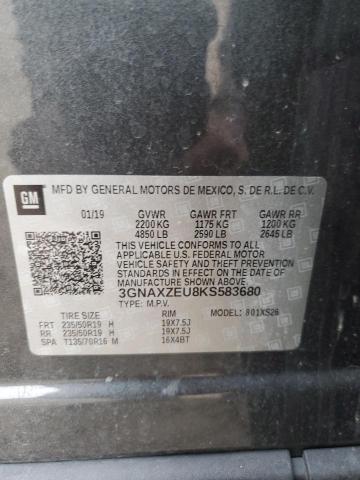 GM
MFD BY GENERAL MOTORS DE MEXICO, S. DE R.L. DE C.V.
01/19 GVWR GAWR FRT GAWR RR
2200 KG 1175 KG 1200 KG
4850 LB 2590 LB 2645 LB
THIS VEHICLE CONFORMS TO ALL
APPLICABLE U.S. FEDERAL MOTOR
VEHICLE SAFETY, BUMPER, AND THEFT
PREVENTION STANDARDS IN EFFECT ON
THE DATE OF MANUFACTURE SHOWN ABOVE.
3GNAXZEU8KS583680
TYPE: M.P.V.
TIRE SIZE RIM MODEL: 801XS26
FRT 235/50R19 H 19X7.5J
RR 235/50R19 H 19X7.5J
SPA T135/70R16 M 16X4BT